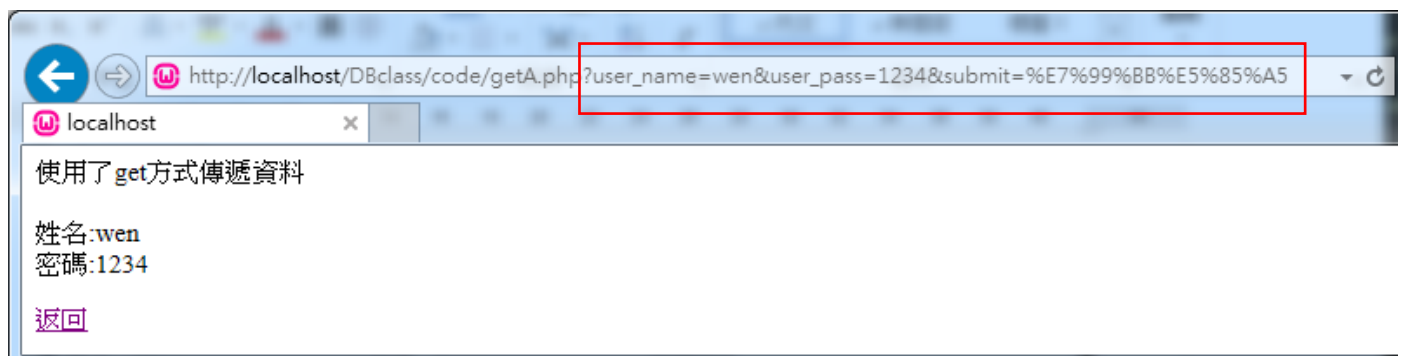 http://localhost/DBclass/code/getA.php?user_name=wen&user_pass=1234&submit=%E7%99%BB%E5%85%A5
localhost
使用了get方式傳遞資料
姓名:wen
密碼:1234
返回